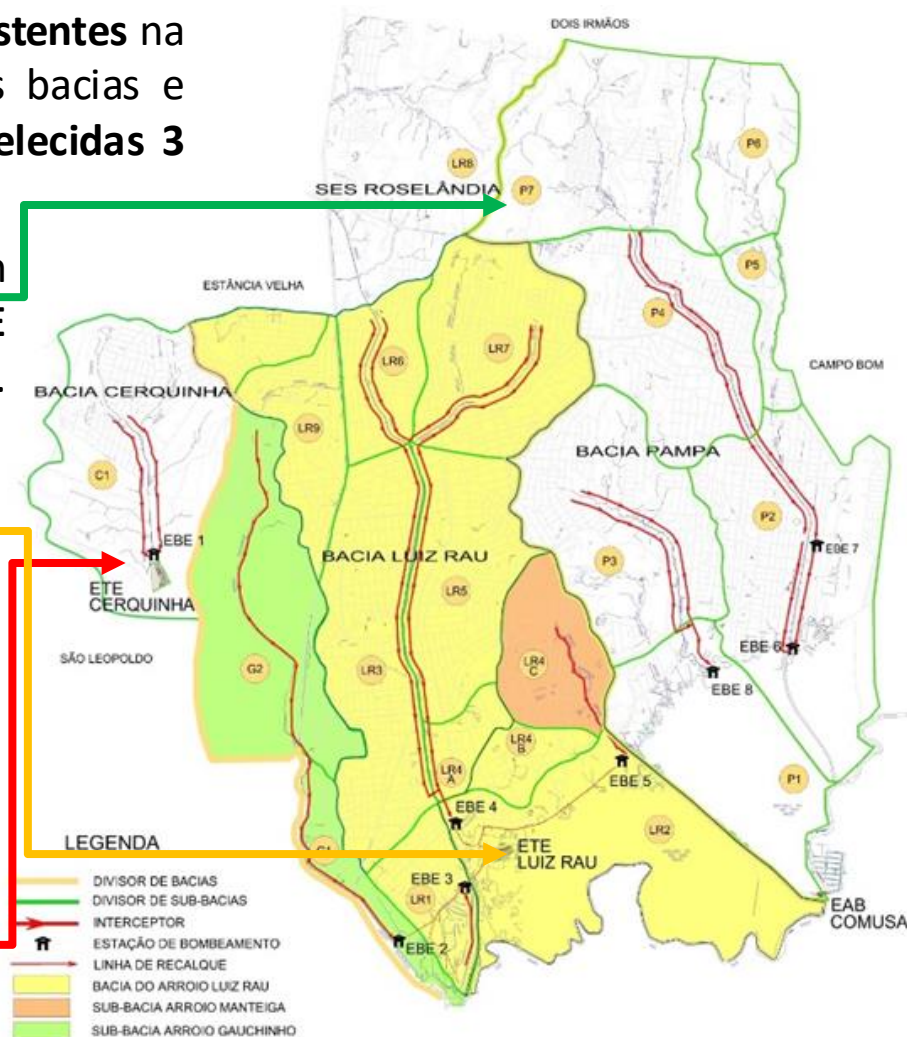 istentes na
s bacias e
elecidas 3
n
E
.
DOIS IRMÃOS
LR8
SES ROSELÂNDIA
P7
P6
P5
ESTÂNCIA VELHA
P4
CAMPO BOM
BACIA CERQUINHA
LR6
LR7
LR9
BACIA PAMPA
C1
P2
EBE 1
BACIA LUIZ RAU
P3
EBE 7
ETE
CERQUINHA
LR5
SÃO LEOPOLDO
G2
LR3
LR4
C
EBE 6
EBE 8
LR4
B
LR4
A
EBE 5
P1
EBE 4
LR2
LEGENDA
G1
ETE
LUIZ RAU
DIVISOR DE BACIAS
EBE 3
DIVISOR DE SUB-BACIAS
LR1
EAB
COMUSA
INTERCEPTOR
ESTAÇÃO DE BOMBEAMENTO
EBE 2
LINHA DE RECALQUE
BACIA DO ARROIO LUIZ RAU
SUB-BACIA ARROIO MANTEIGA
SUB-BACIA ARROIO GAUCHINHO